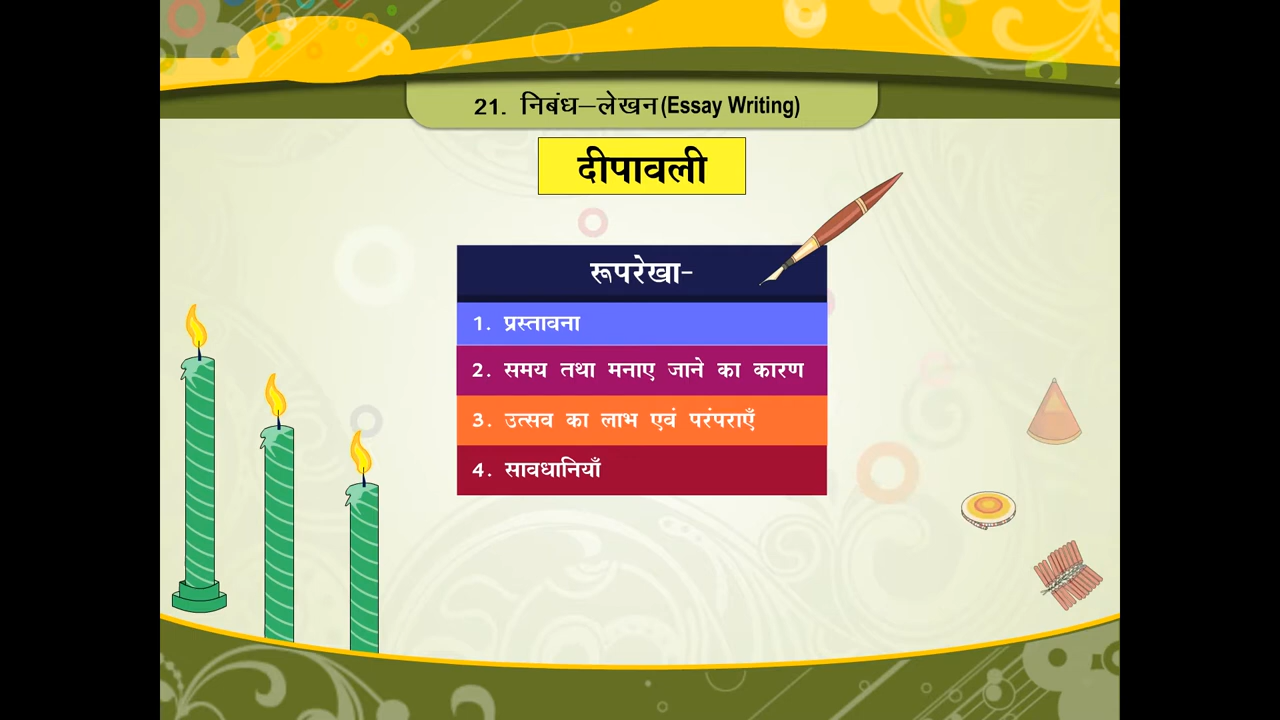 21. निबंध–लेखन(Essay Writing)
दीपावली
रूपरेखा-
1. प्रस्तावना
2. समय तथा मनाए जाने का कारण
3. उत्सव का लाभ एवं परंपराएँ
4. सावधानियाँ